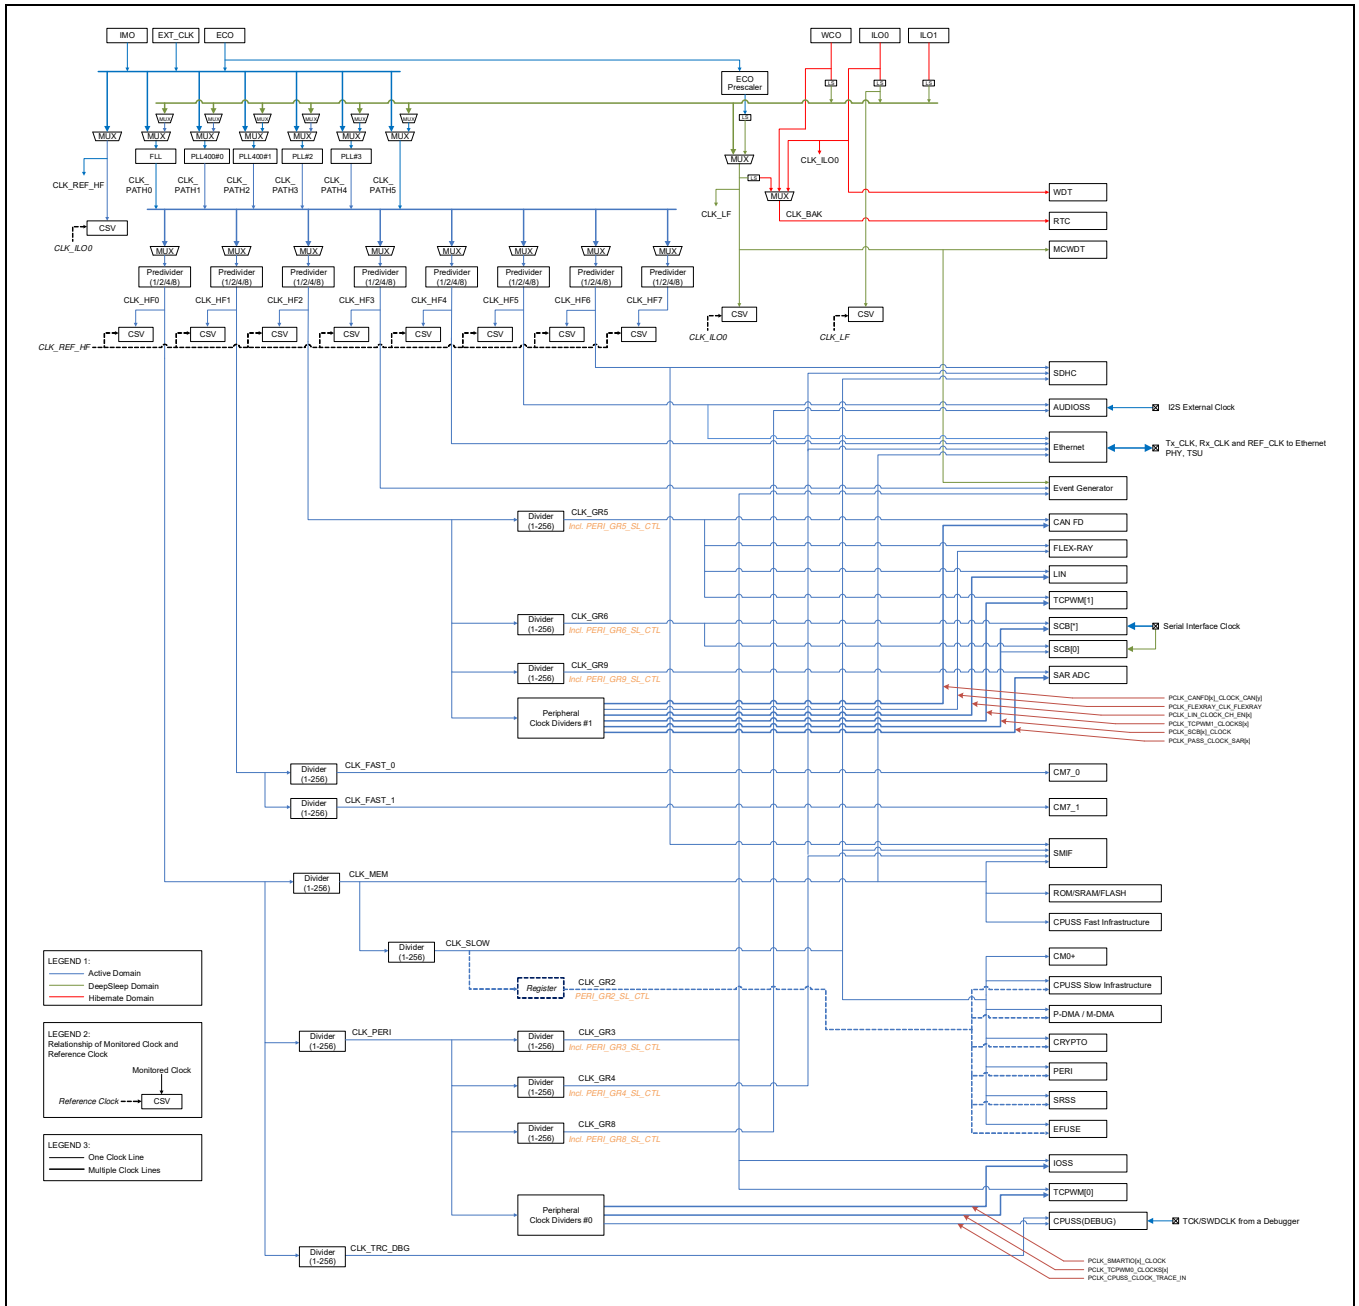 IMO
EXT_CLK
ECO
WCO
ILO0
ILO1
ECO
Prescaler
LS
LS
LS
LS
MUX
MUX
MUX
MUX
MUX
MUX
MUX
MUX
MUX
MUX
MUX
MUX
MUX
FLL
PLL400#0
PLL400#1
PLL#2
PLL#3
CLK_REF_HF
CLK_
PATH0
CLK_
PATH1
CLK_
PATH2
CLK_
PATH3
CLK_
PATH4
CLK_
PATH5
CLK_ILO0
LS
MUX
CLK_LF
CLK_BAK
WDT
RTC
MCWDT
CSV
CLK_ILO0
MUX
MUX
MUX
MUX
MUX
MUX
MUX
MUX
Predivider
(1/2/4/8)
Predivider
(1/2/4/8)
Predivider
(1/2/4/8)
Predivider
(1/2/4/8)
Predivider
(1/2/4/8)
Predivider
(1/2/4/8)
Predivider
(1/2/4/8)
Predivider
(1/2/4/8)
CLK_HF0
CLK_HF1
CLK_HF2
CLK_HF3
CLK_HF4
CLK_HF5
CLK_HF6
CLK_HF7
CSV
CSV
CSV
CSV
CSV
CSV
CSV
CSV
CSV
CSV
CLK_REF_HF
CLK_ILO0
CLK_LF
SDHC
AUDIOSS
I2S External Clock
Ethernet
Tx_CLK, Rx_CLK and REF_CLK to Ethernet
PHY, TSU
Event Generator
Divider
(1-256)
CLK_GR5
Incl. PERI_GR5_SL_CTL
CAN FD
FLEX-RAY
LIN
TCPWM[1]
Divider
(1-256)
CLK_GR6
Incl. PERI_GR6_SL_CTL
SCB[*]
Serial Interface Clock
SCB[0]
Divider
(1-256)
CLK_GR9
Incl. PERI_GR9_SL_CTL
SAR ADC
Peripheral
Clock Dividers #1
PCLK_CANFD[x]_CLOCK_CAN[y]
PCLK_FLEXRAY_CLK_FLEXRAY
PCLK_LIN_CLOCK_CH_EN[x]
PCLK_TCPWM1_CLOCKS[x]
PCLK_SCB[x]_CLOCK
PCLK_PASS_CLOCK_SAR[x]
Divider
(1-256)
CLK_FAST_0
CM7_0
Divider
(1-256)
CLK_FAST_1
CM7_1
SMIF
Divider
(1-256)
CLK_MEM
ROM/SRAM/FLASH
CPUSS Fast Infrastructure
Divider
(1-256)
CLK_SLOW
CM0+
Register
CLK_GR2
PERI_GR2_SL_CTL
CPUSS Slow Infrastructure
P-DMA / M-DMA
CRYPTO
PERI
SRSS
EFUSE
LEGEND 1:
Active Domain
DeepSleep Domain
Hibernate Domain
LEGEND 2:
Relationship of Monitored Clock and
Reference Clock
Monitored Clock
Reference Clock
CSV
LEGEND 3:
One Clock Line
Multiple Clock Lines
Divider
(1-256)
CLK_PERI
Divider
(1-256)
CLK_GR3
Incl. PERI_GR3_SL_CTL
Divider
(1-256)
CLK_GR4
Incl. PERI_GR4_SL_CTL
Divider
(1-256)
CLK_GR8
Incl. PERI_GR8_SL_CTL
IOSS
TCPWM[0]
Peripheral
Clock Dividers #0
CPUSS(DEBUG)
TCK/SWDCLK from a Debugger
Divider
(1-256)
CLK_TRC_DBG
PCLK_SMARTIO[x]_CLOCK
PCLK_TCPWM0_CLOCKS[x]
PCLK_CPUSS_CLOCK_TRACE_IN